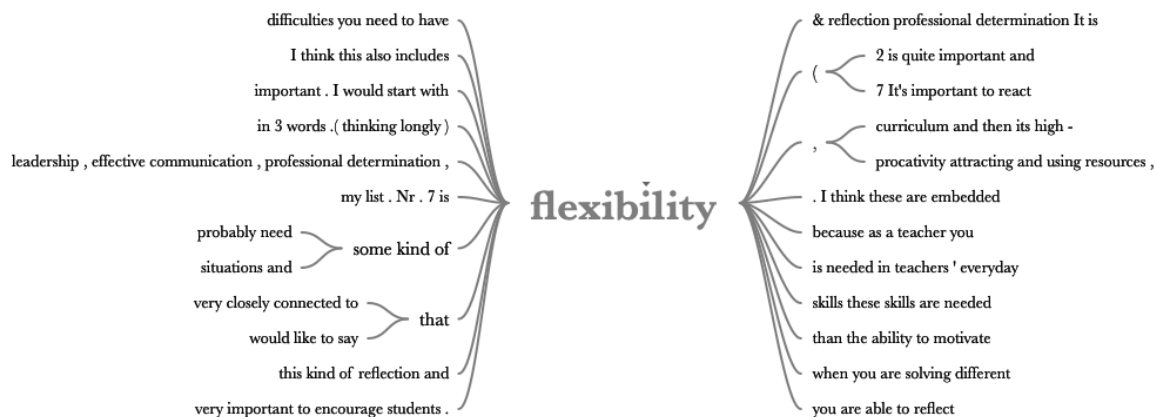 difficulties you need to have
I think this also includes
important . I would start with
in 3 words .( thinking longly )
leadership , effective communication , professional determination ,
my list . Nr . 7 is
probably need
situations and
some kind of
very closely connected to
would like to say
that
this kind of reflection and
very important to encourage students .
flexibility
& reflection professional determination It is
(
2 is quite important and
7 It's important to react
,
curriculum and then its high -
procativity attracting and using resources ,
. I think these are embedded
because as a teacher you
is needed in teachers ' everyday
skills these skills are needed
than the ability to motivate
when you are solving different
you are able to reflect